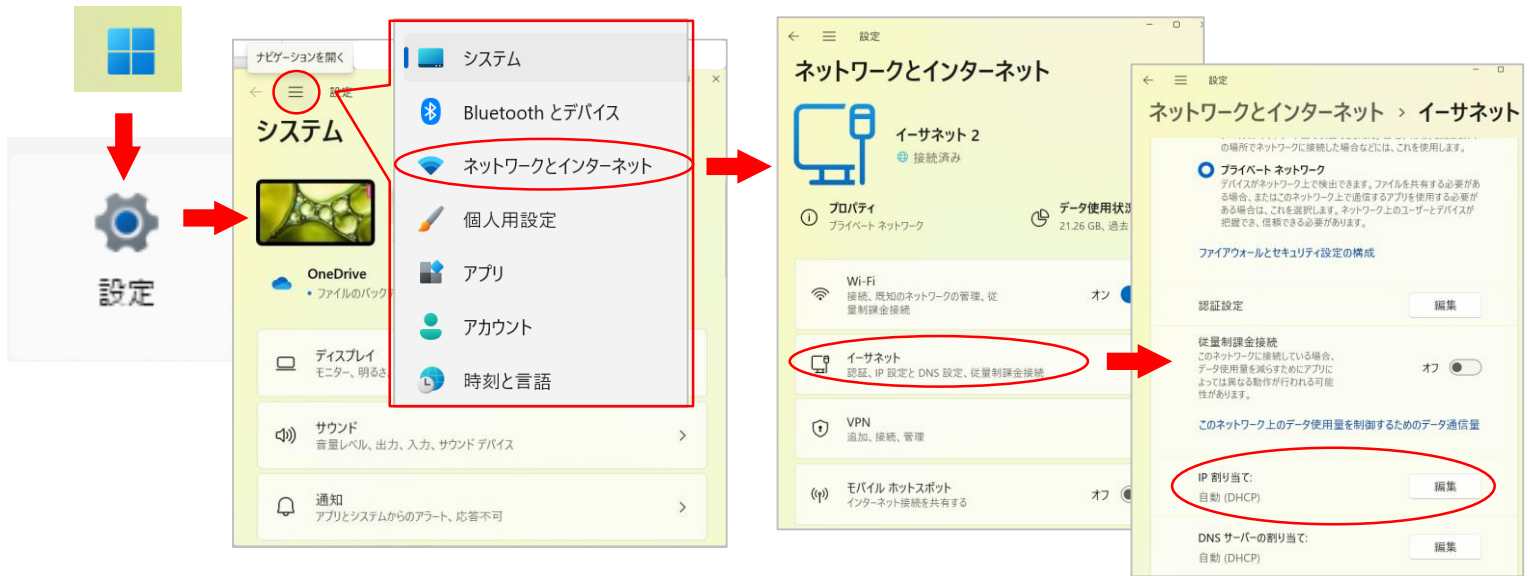 設定
ナビゲーションを開く
設定
システム
OneDrive
• ファイルのバック
ディスプレイ
モニター、明るさ、
サウンド
音量レベル、出力、入力、サウンド デバイス
通知
アプリとシステムからのアラート、応答不可
システム
Bluetooth とデバイス
ネットワークとインターネット
個人用設定
アプリ
アカウント
時刻と言語
設定
ネットワークとインターネット
イーサネット 2
接続済み
プロパティ
プライベート ネットワーク
データ使用状況
21.26 GB、過去
Wi-Fi
接続、既知のネットワークの管理、従
量制課金接続
オン
イーサネット
認証、IP 設定と DNS 設定、従量制課金接続
VPN
追加、接続、管理
モバイル ホットスポット
インターネット接続を共有する
オフ
設定
ネットワークとインターネット > イーサネット
の場所でネットワークに接続した場合などには、これを使用します。
プライベート ネットワーク
デバイスがネットワーク上で検出できます。ファイルを共有する必要があ
る場合、またはこのネットワーク上で通信するアプリを使用する必要が
ある場合は、これを選択します。ネットワーク上のユーザーとデバイスが
把握でき、信頼できる必要があります。
ファイアウォールとセキュリティ設定の構成
認証設定
編集
従量制課金接続
このネットワークに接続している場合、
データ使用量を減らすためにアプリに
よっては異なる動作が行われる可能
性があります。
オフ
このネットワーク上のデータ使用量を制御するためのデータ通信量
IP 割り当て:
自動 (DHCP)
編集
DNS サーバーの割り当て:
自動 (DHCP)
編集